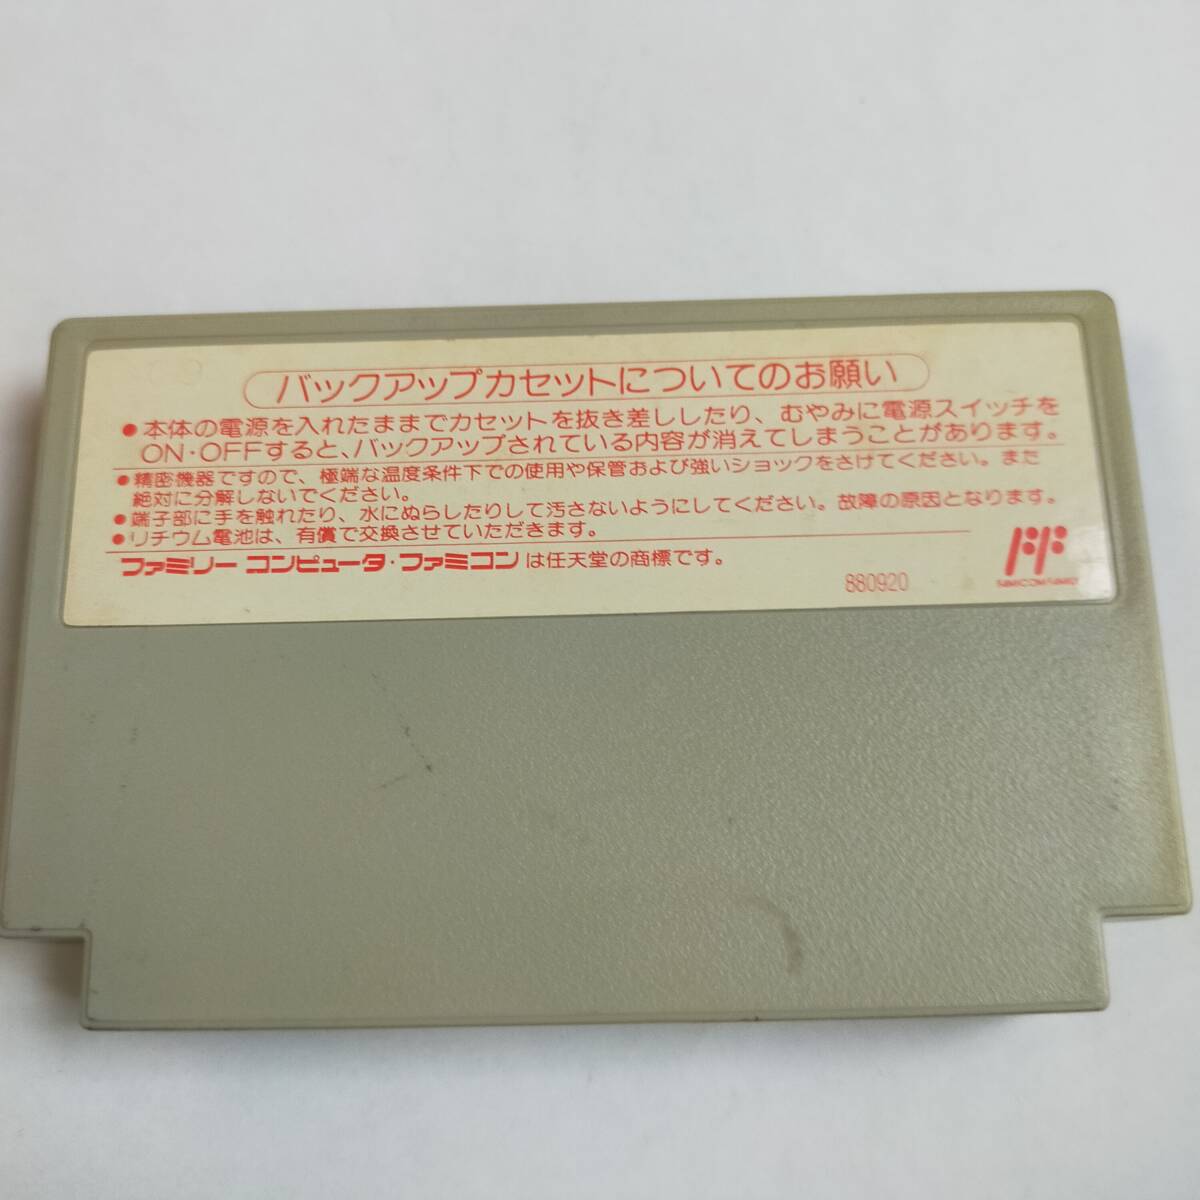 バックアップカセットについてのお願い
●本体の電源を入れたままでカセットを抜き差ししたり、むやみに電源スイッチを
ON・OFFすると、バックアップされている内容が消えてしまうことがあります。
●精密機器ですので、極端な温度条件下での使用や保管および強いショックをさけてください。また
絶対に分解しないでください。
●端子部に手を触れたり、水にぬらしたりして汚さないようにしてください。故障の原因となります。
●リチウム電池は、有償で交換させていただきます。
ファミリー コンピュータ・ファミコンは任天堂の商標です。
FF
FAMICOM FAMILY
880920